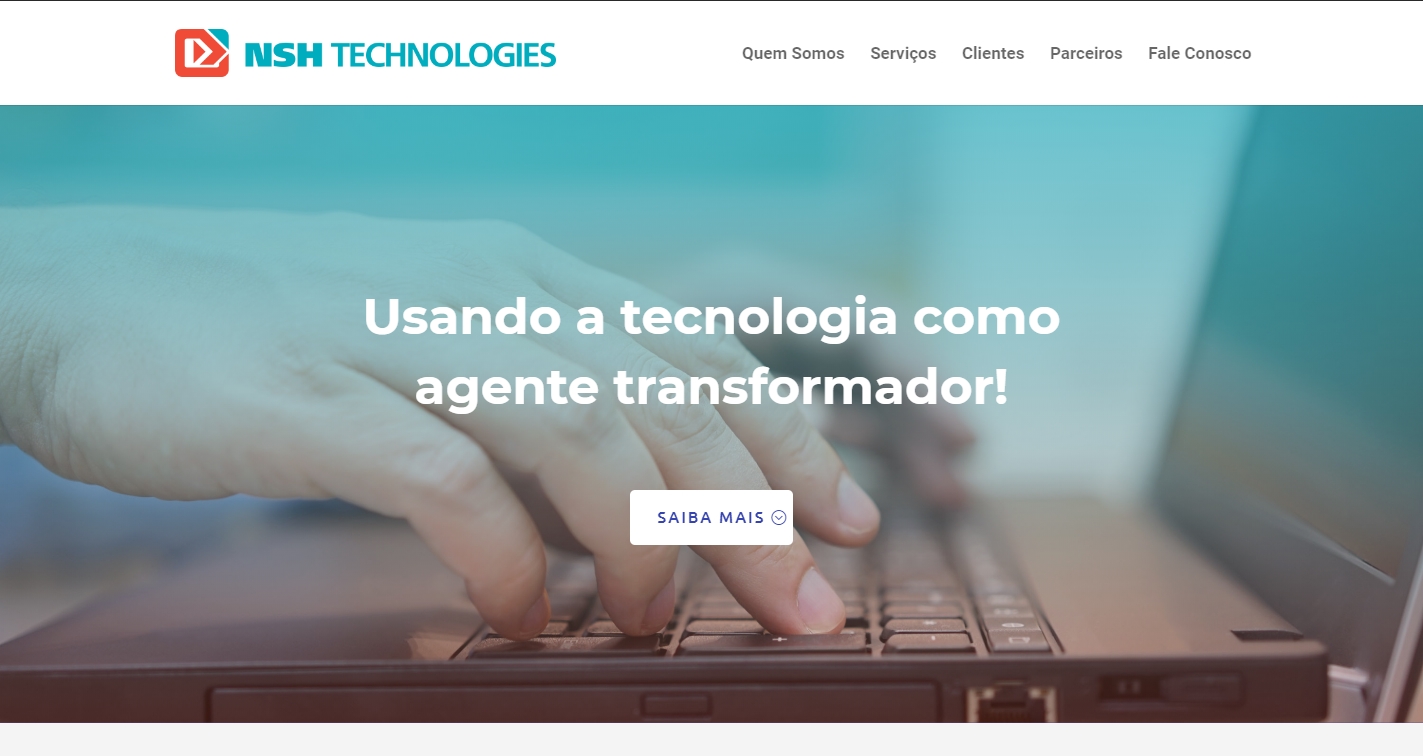 NSH TECHNOLOGIES
Quem Somos Serviços Clientes Parceiros Fale Conosco
Usando a tecnologia como
agente transformador!
SAIBA MAIS